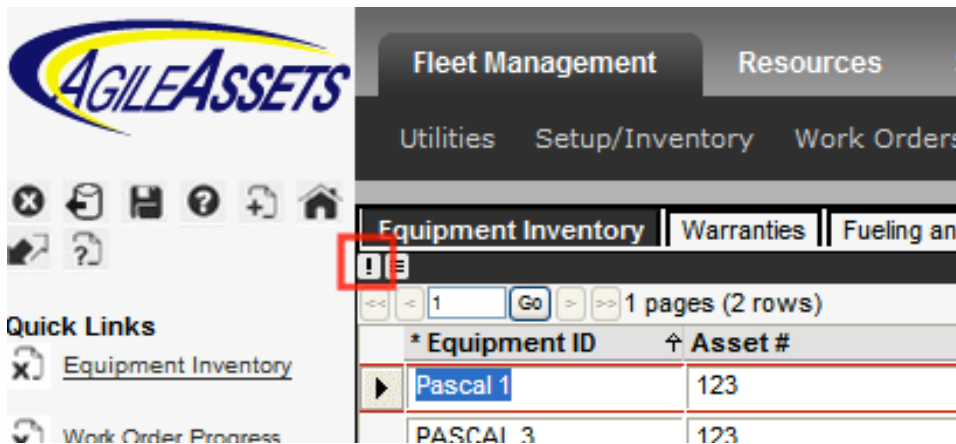 AGILEASSETS
Fleet Management Resources
Utilities Setup/Inventory Work Orders
Equipment Inventory Warranties Fueling an
! ≡
<< < 1 Go > >> 1 pages (2 rows)
Quick Links
* Equipment ID Asset #
Equipment Inventory
Pascal 1 123
Work Order Progress
PASCAL 3 123